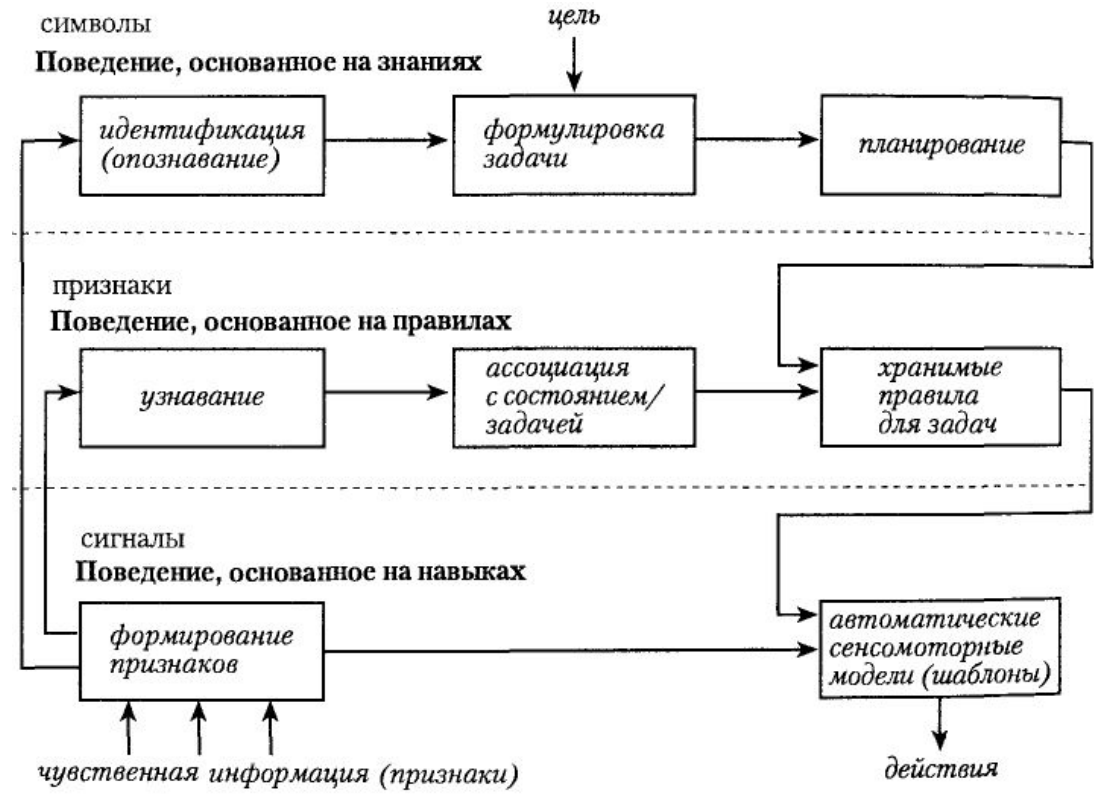 символы
цель
Поведение, основанное на знаниях
идентификация
(опознавание)
формулировка
задачи
планирование
признаки
Поведение, основанное на правилах
узнавание
ассоциация
с состоянием/
задачей
хранимые
правила
для задач
сигналы
Поведение, основанное на навыках
формирование
признаков
автоматические
сенсомоторные
модели (шаблоны)
чувственная информация (признаки)
действия